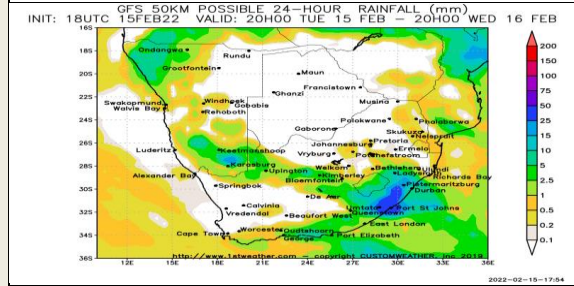 GFS 50KM POSSIBLE 24-HOUR RAINFALL (mm)
INIT: 18UTC 15FEB22 VALID: 20H00 TUE 15 FEB - 20H00 WED 16 FEB
16S
18S
20S
22S
24S
26S
28S
30S
32S
34S
36S
Ondangwa
Rundu
Grootfontein
Maun
Francistown
Ghanzi
Musina
Swakopmund
Windhoek
Gobabis
Walvis Bay
Rehoboth
Polokwane
Phalaborwa
Gaborone
Skukuza
Nelspruit
Pretoria
Johannesburg
Ermelo
Luderitz
Keetmanshoop
Vryburg
Potchefstroom
Karasburg
Welkom
Bethlehem
Alexander Bay
Upington
Kimberley
Ladysmith
Richards Bay
Bloemfontein
Springbok
Pietermaritzburg
Durban
De Aar
Calvinia
Umtata
Port St Johns
Vredendal
Beaufort West
Queenstown
East London
Cape Town
Worcester
Oudtshoorn
George
Port Elizabeth
http://www.1stweather.com - copyright CUSTOMWEATHER, Inc 2019
12E
15E
18E
21E
24E
27E
30E
33E
36E
200
150
100
75
50
25
15
10
5
2.5
1
0.5
0.2
0.1
2022-02-15-17:54